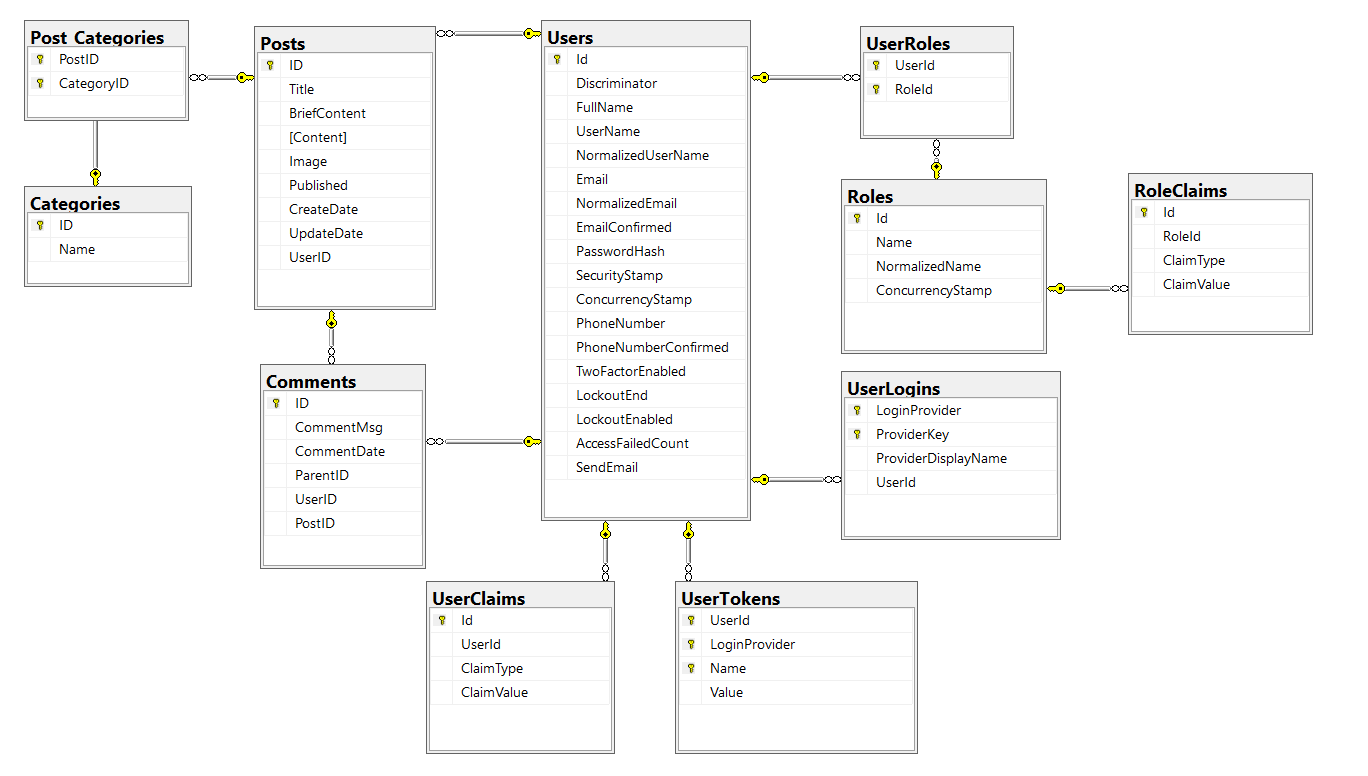 Post_Categories
PostID
CategoryID
Categories
ID
Name
Posts
ID
Title
BriefContent
[Content]
Image
Published
CreateDate
UpdateDate
UserID
Comments
ID
CommentMsg
CommentDate
ParentID
UserID
PostID
Users
Id
Discriminator
FullName
UserName
NormalizedUserName
Email
NormalizedEmail
EmailConfirmed
PasswordHash
SecurityStamp
ConcurrencyStamp
PhoneNumber
PhoneNumberConfirmed
TwoFactorEnabled
LockoutEnd
LockoutEnabled
AccessFailedCount
SendEmail
UserClaims
Id
UserId
ClaimType
ClaimValue
UserTokens
UserId
LoginProvider
Name
Value
UserRoles
UserId
RoleId
Roles
Id
Name
NormalizedName
ConcurrencyStamp
UserLogins
LoginProvider
ProviderKey
ProviderDisplayName
UserId
RoleClaims
Id
RoleId
ClaimType
ClaimValue